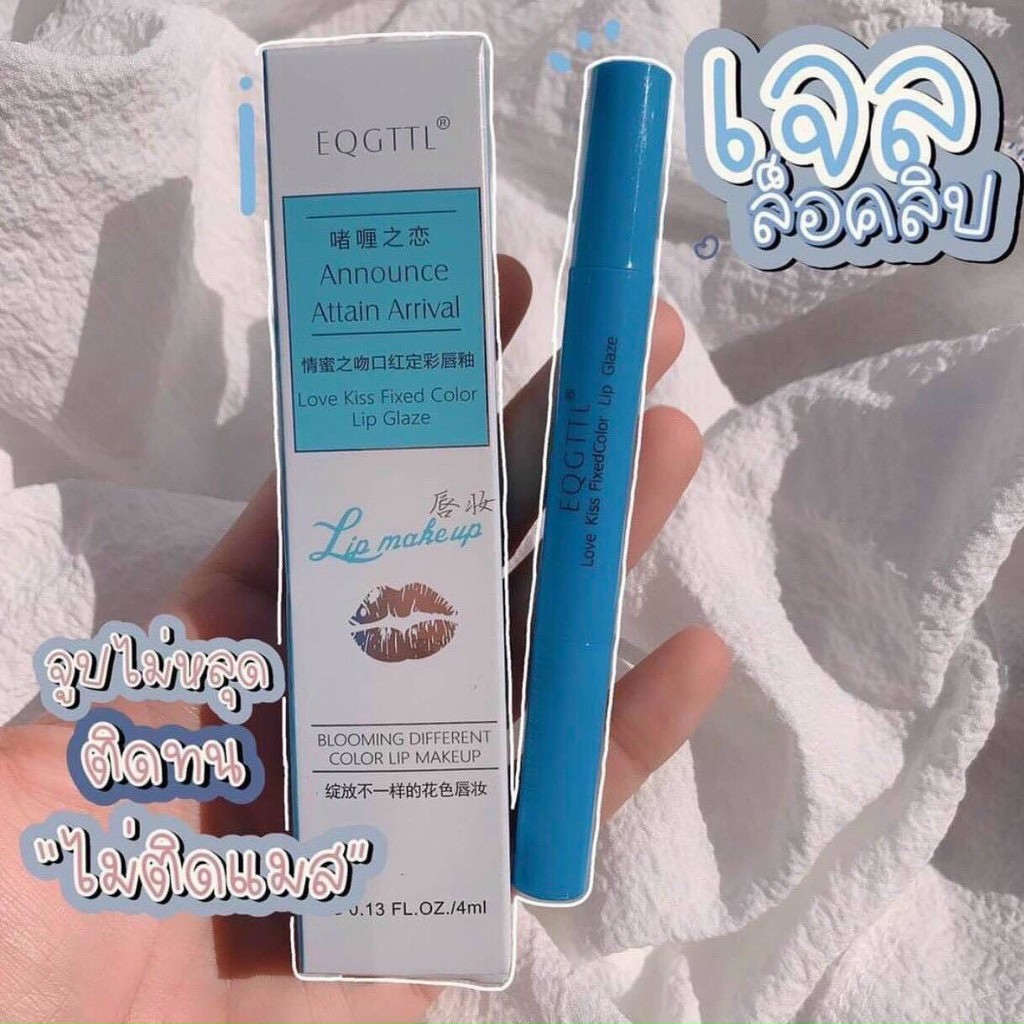 EQGTTL®
啫喱之恋
Announce
Attain Arrival
情蜜之吻口红定彩唇釉
Love Kiss Fixed Color
Lip Glaze
唇妆
Lip makeup
BLOOMING DIFFERENT
COLOR LIP MAKEUP
绽放不一样的花色唇妆
0.13 FL.OZ./4ml
EQGTTL®
Love Kiss FixedColor Lip Glaze
เจล
ล็อคลิป
จูบไม่หลุด
ติดทน
"ไม่ติดแมส"